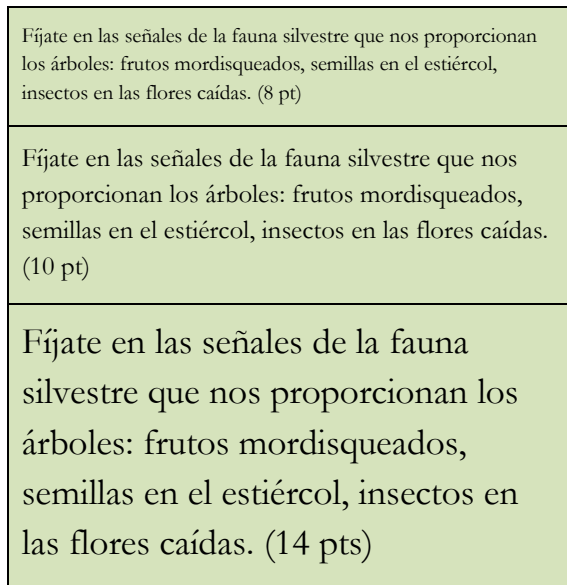 Fíjate en las señales de la fauna silvestre que nos proporcionan
los árboles: frutos mordisqueados, semillas en el estiércol,
insectos en las flores caídas. (8 pt)
Fíjate en las señales de la fauna silvestre que nos
proporcionan los árboles: frutos mordisqueados,
semillas en el estiércol, insectos en las flores caídas.
(10 pt)
Fíjate en las señales de la fauna
silvestre que nos proporcionan los
árboles: frutos mordisqueados,
semillas en el estiércol, insectos en
las flores caídas. (14 pts)